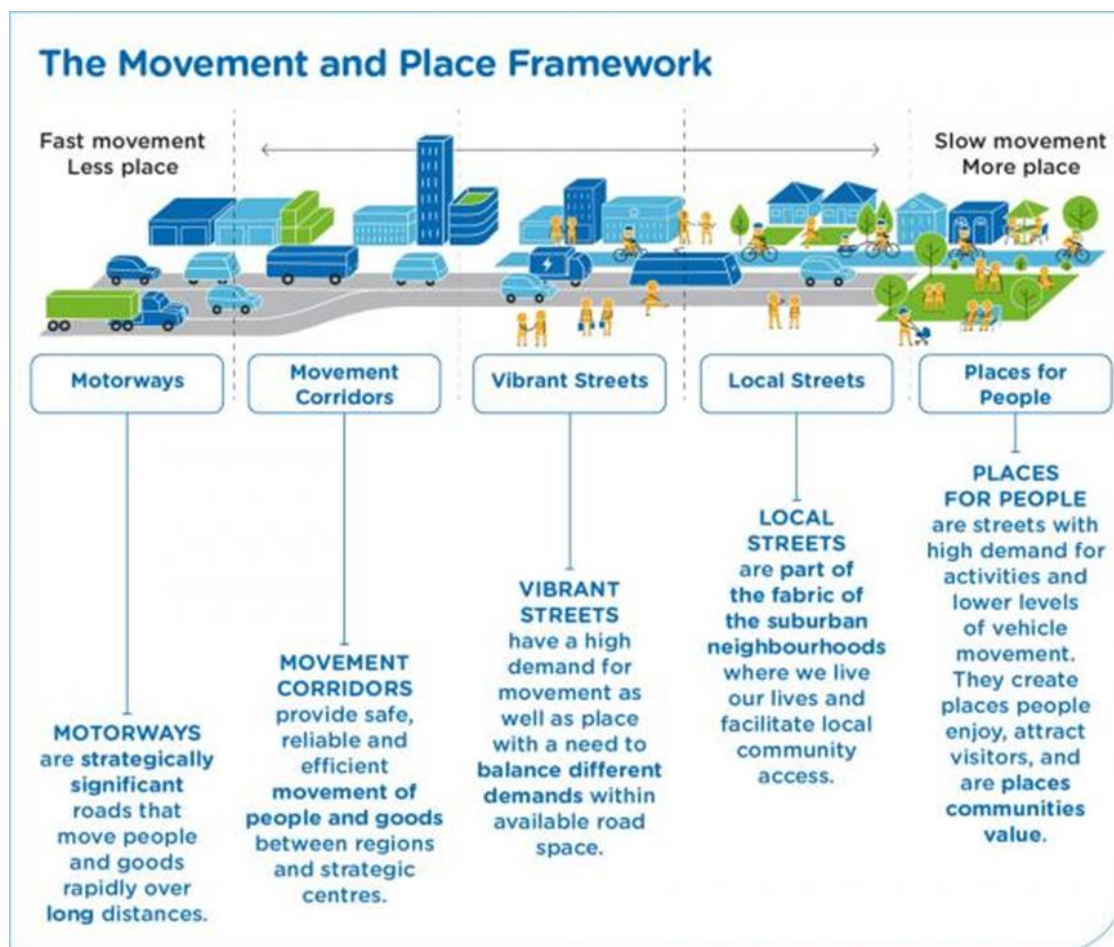 The Movement and Place Framework
Fast movement
Less place
Slow movement
More place
Motorways
Movement
Corridors
Vibrant Streets
Local Streets
Places for
People
MOTORWAYS
are strategically
significant
roads that
move people
and goods
rapidly over
long distances.
MOVEMENT
CORRIDORS
provide safe,
reliable and
efficient
movement of
people and goods
between regions
and strategic
centres.
VIBRANT
STREETS
have a high
demand for
movement as
well as place
with a need to
balance different
demands within
available road
space.
LOCAL
STREETS
are part of
the fabric of
the suburban
neighbourhoods
where we live
our lives and
facilitate local
community
access.
PLACES
FOR PEOPLE
are streets with
high demand for
activities and
lower levels
of vehicle
movement.
They create
places people
enjoy, attract
visitors, and
are places
communities
value.